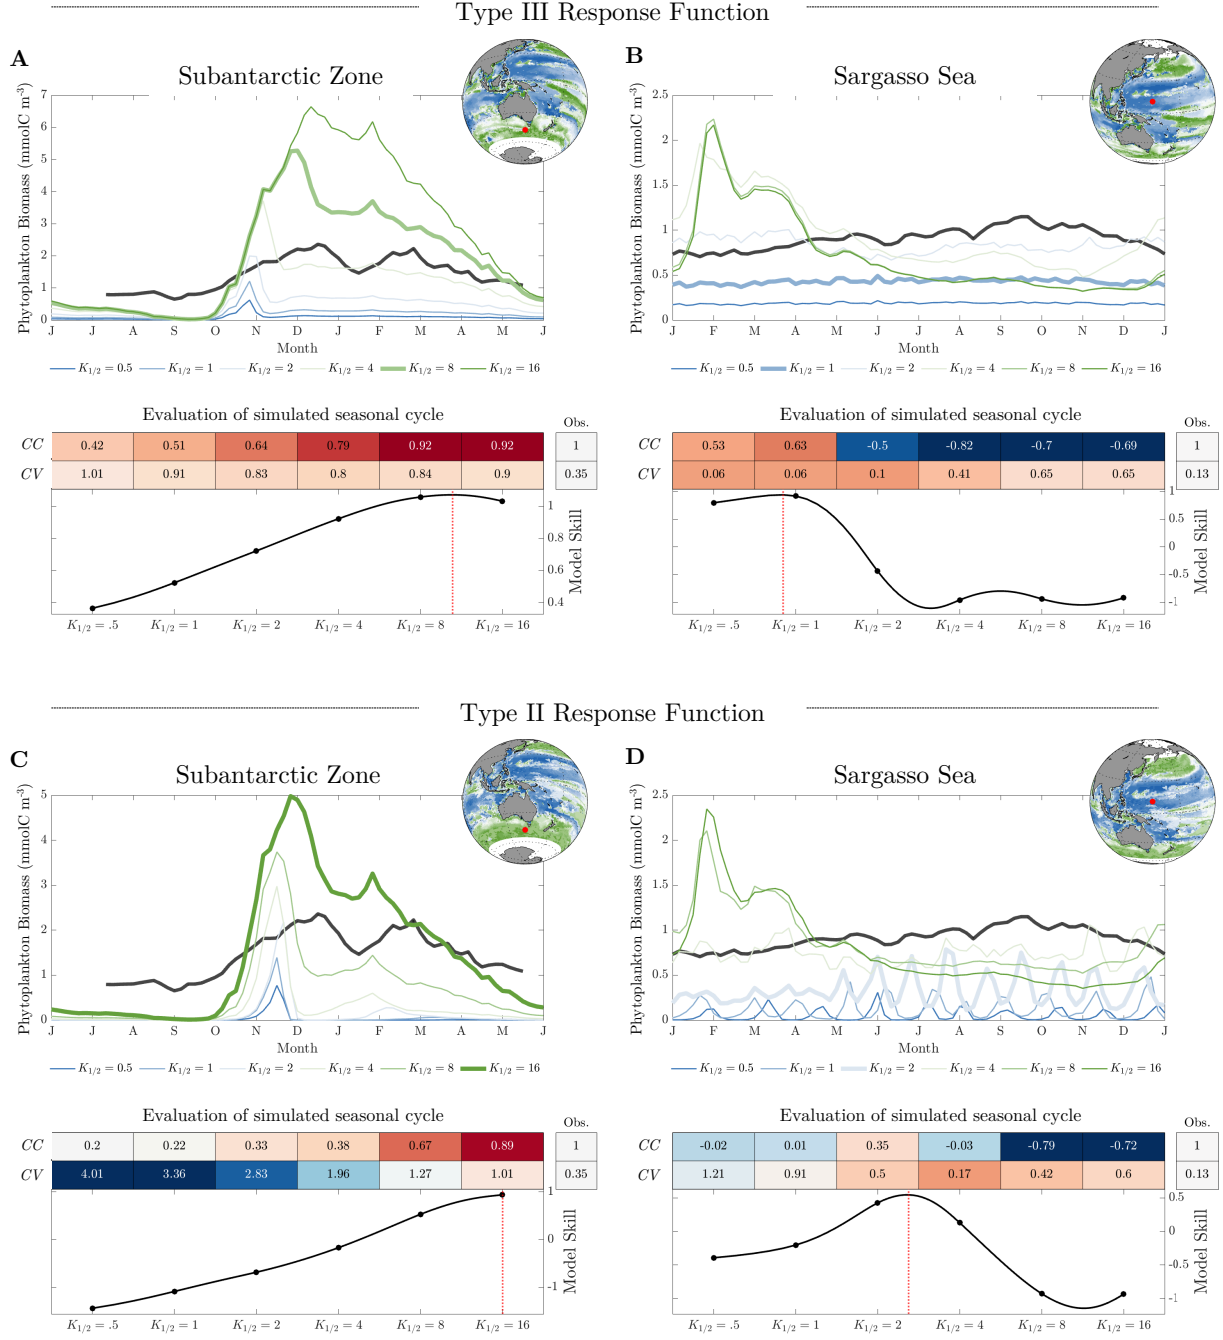 Type III Response Function
A
Subantarctic Zone
Phytoplankton Biomass (mmolC m-3)
7
6
5
4
3
2
1
0
J J A S O N D J F M A M J
Month
K1/2 = 0.5 K1/2 = 1 K1/2 = 2 K1/2 = 4 K1/2 = 8 K1/2 = 16
Evaluation of simulated seasonal cycle
Obs.
CC 0.42 0.51 0.64 0.79 0.92 0.92 1
CV 1.01 0.91 0.83 0.8 0.84 0.9 0.35
1
0.8
0.6
0.4
Model Skill
K1/2 = .5 K1/2 = 1 K1/2 = 2 K1/2 = 4 K1/2 = 8 K1/2 = 16
B
Sargasso Sea
Phytoplankton Biomass (mmolC m-3)
2.5
2
1.5
1
0.5
0
J F M A M J J A S O N D J
Month
K1/2 = 0.5 K1/2 = 1 K1/2 = 2 K1/2 = 4 K1/2 = 8 K1/2 = 16
Evaluation of simulated seasonal cycle
Obs.
CC 0.53 0.63 -0.5 -0.82 -0.7 -0.69 1
CV 0.06 0.06 0.1 0.41 0.65 0.65 0.13
1
0.5
0
-0.5
-1
Model Skill
K1/2 = .5 K1/2 = 1 K1/2 = 2 K1/2 = 4 K1/2 = 8 K1/2 = 16
Type II Response Function
C
Subantarctic Zone
Phytoplankton Biomass (mmolC m-3)
5
4
3
2
1
0
J J A S O N D J F M A M J
Month
K1/2 = 0.5 K1/2 = 1 K1/2 = 2 K1/2 = 4 K1/2 = 8 K1/2 = 16
Evaluation of simulated seasonal cycle
Obs.
CC 0.2 0.22 0.33 0.38 0.67 0.89 1
CV 4.01 3.36 2.83 1.96 1.27 1.01 0.35
1
0
-1
Model Skill
K1/2 = .5 K1/2 = 1 K1/2 = 2 K1/2 = 4 K1/2 = 8 K1/2 = 16
D
Sargasso Sea
Phytoplankton Biomass (mmolC m-3)
2.5
2
1.5
1
0.5
0
J F M A M J J A S O N D J
Month
K1/2 = 0.5 K1/2 = 1 K1/2 = 2 K1/2 = 4 K1/2 = 8 K1/2 = 16
Evaluation of simulated seasonal cycle
Obs.
CC -0.02 0.01 0.35 -0.03 -0.79 -0.72 1
CV 1.21 0.91 0.5 0.17 0.42 0.6 0.13
0.5
0
-0.5
-1
Model Skill
K1/2 = .5 K1/2 = 1 K1/2 = 2 K1/2 = 4 K1/2 = 8 K1/2 = 16